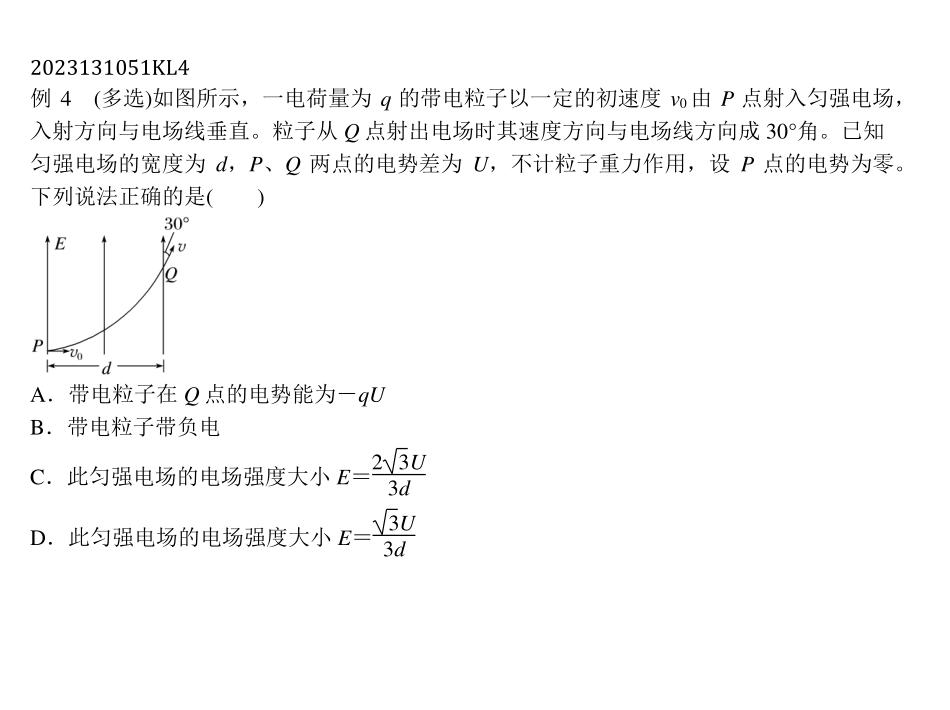 2023131051KL4
例 4　(多选)如图所示，一电荷量为 q 的带电粒子以一定的初速度 v₀由 P 点射入匀强电场，
入射方向与电场线垂直。粒子从 Q 点射出电场时其速度方向与电场线方向成 30°角。已知
匀强电场的宽度为 d，P、Q 两点的电势差为 U，不计粒子重力作用，设 P 点的电势为零。
下列说法正确的是(　　)
30°
E
v
Q
P
v₀
d
A．带电粒子在 Q 点的电势能为－qU
B．带电粒子带负电
C．此匀强电场的电场强度大小 E＝2√3U/3d
D．此匀强电场的电场强度大小 E＝√3U/3d